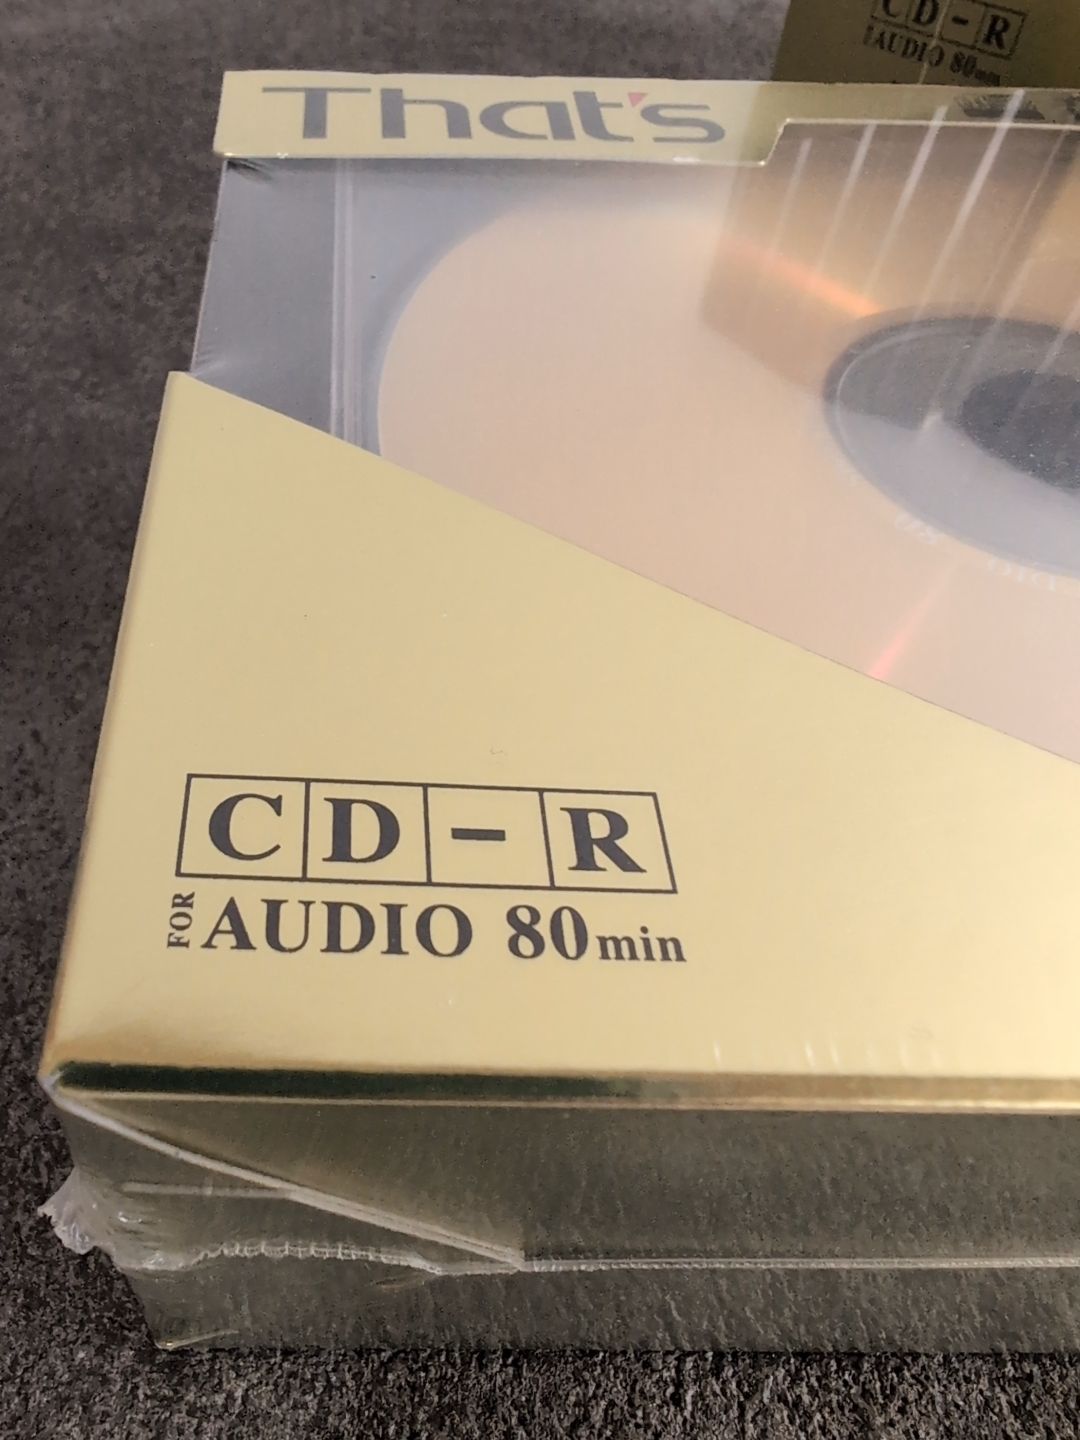 CD-R
AUDIO 80min
That's
CD-R
FOR AUDIO 80min